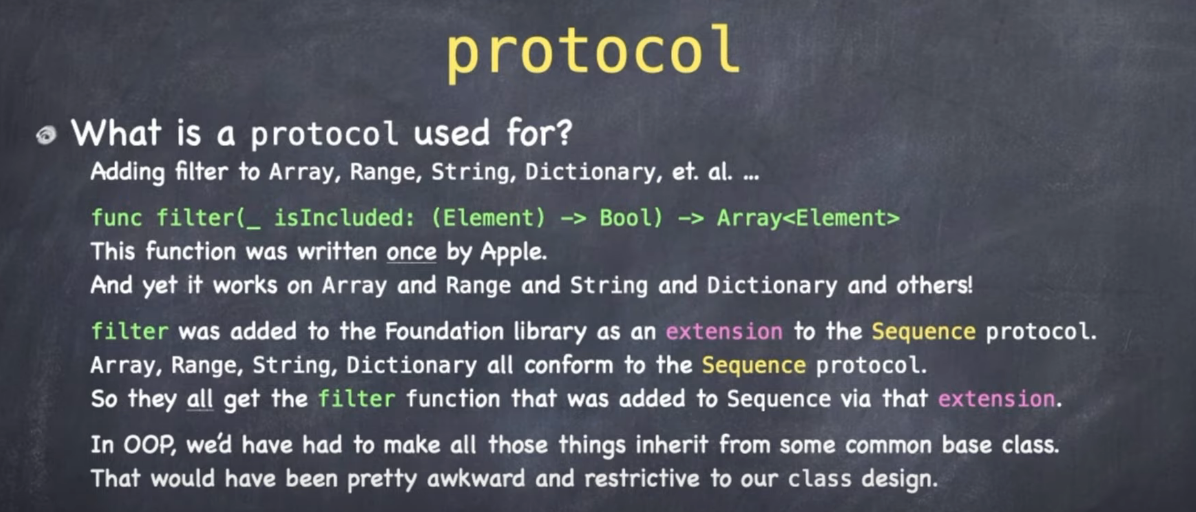 protocol
What is a protocol used for?
Adding filter to Array, Range, String, Dictionary, et. al. …
func filter(_ isIncluded: (Element) -> Bool) -> Array<Element>
This function was written once by Apple.
And yet it works on Array and Range and String and Dictionary and others!
filter was added to the Foundation library as an extension to the Sequence protocol.
Array, Range, String, Dictionary all conform to the Sequence protocol.
So they all get the filter function that was added to Sequence via that extension.
In OOP, we'd have had to make all those things inherit from some common base class.
That would have been pretty awkward and restrictive to our class design.